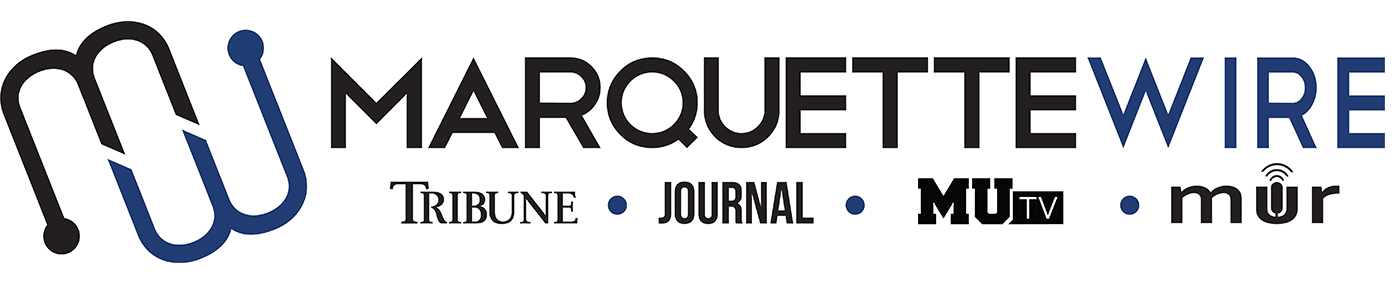 MARQUETTEWIRE
TRIBUNE • JOURNAL • MUTV • mur